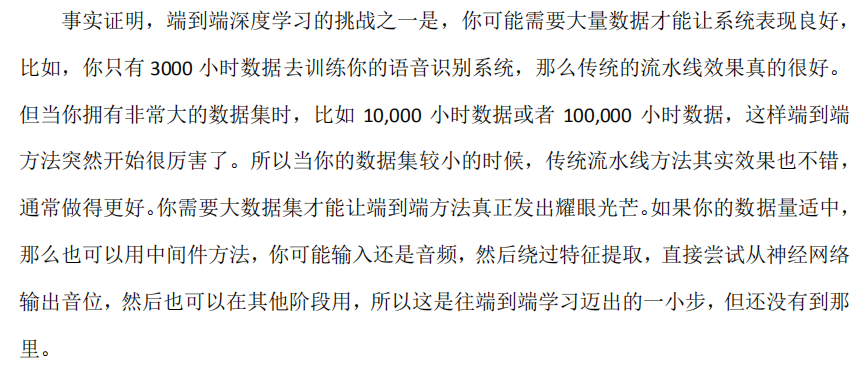 事实证明，端到端深度学习的挑战之一是，你可能需要大量数据才能让系统表现良好，
比如，你只有 3000 小时数据去训练你的语音识别系统，那么传统的流水线效果真的很好。
但当你拥有非常大的数据集时，比如 10,000 小时数据或者 100,000 小时数据，这样端到端
方法突然开始很厉害了。所以当你的数据集较小的时候，传统流水线方法其实效果也不错，
通常做得更好。你需要大数据集才能让端到端方法真正发出耀眼光芒。如果你的数据量适中，
那么也可以用中间件方法，你可能输入还是音频，然后绕过特征提取，直接尝试从神经网络
输出音位，然后也可以在其他阶段用，所以这是往端到端学习迈出的一小步，但还没有到那
里。